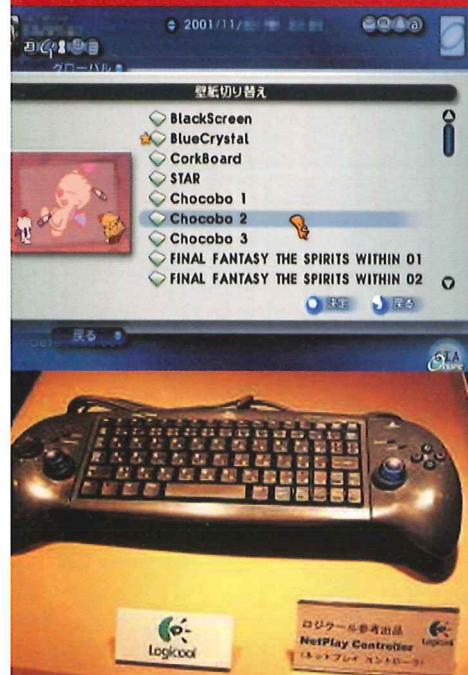 2001/11/
グローバル
壁紙切り替え
BlackScreen
BlueCrystal
CorkBoard
STAR
Chocobo 1
Chocobo 2
Chocobo 3
FINAL FANTASY THE SPIRITS WITHIN 01
FINAL FANTASY THE SPIRITS WITHIN 02
決定
戻る
戻る
Logicool
ロジクール参考出品
Logicool
NetPlay Controller
(ネットプレイ コントローラ)